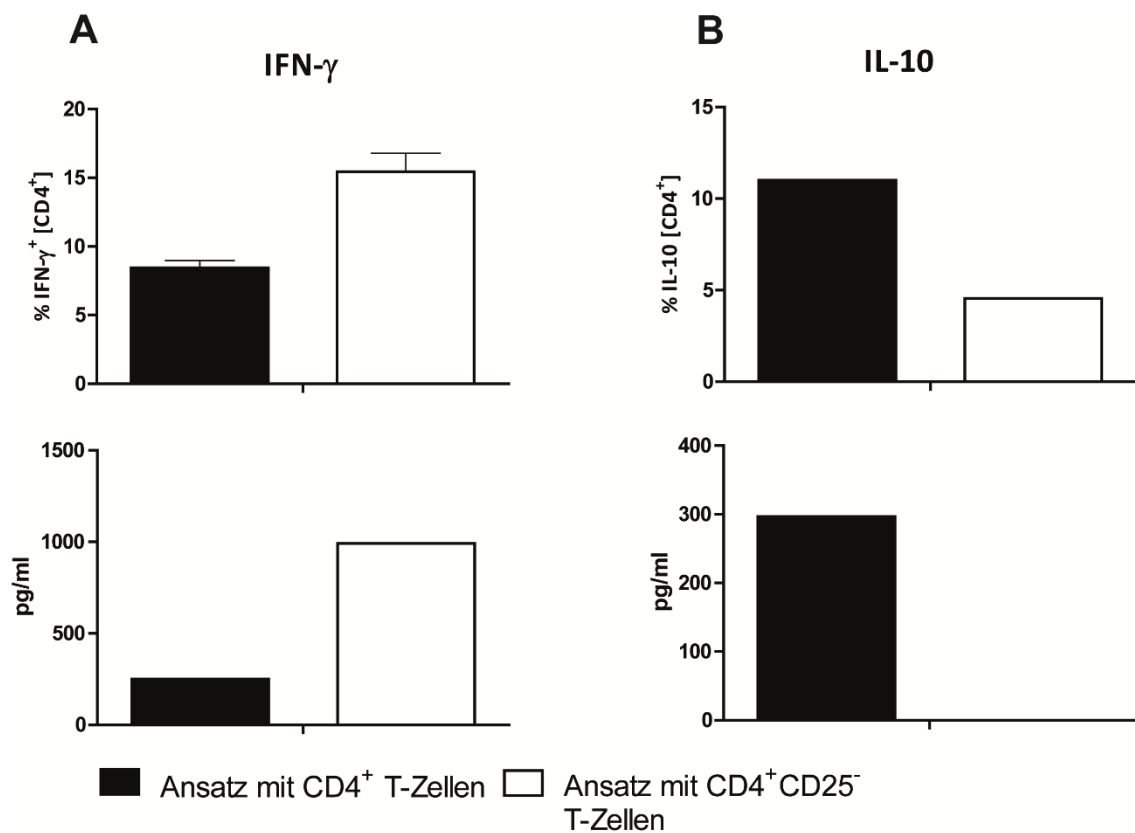 A
IFN-γ
% IFN-γ⁺ [CD4⁺]
20
15
10
5
0
pg/ml
1500
1000
500
0
B
IL-10
% IL-10 [CD4⁺]
15
10
5
0
pg/ml
400
300
200
100
0
Ansatz mit CD4⁺ T-Zellen
Ansatz mit CD4⁺CD25⁻
T-Zellen